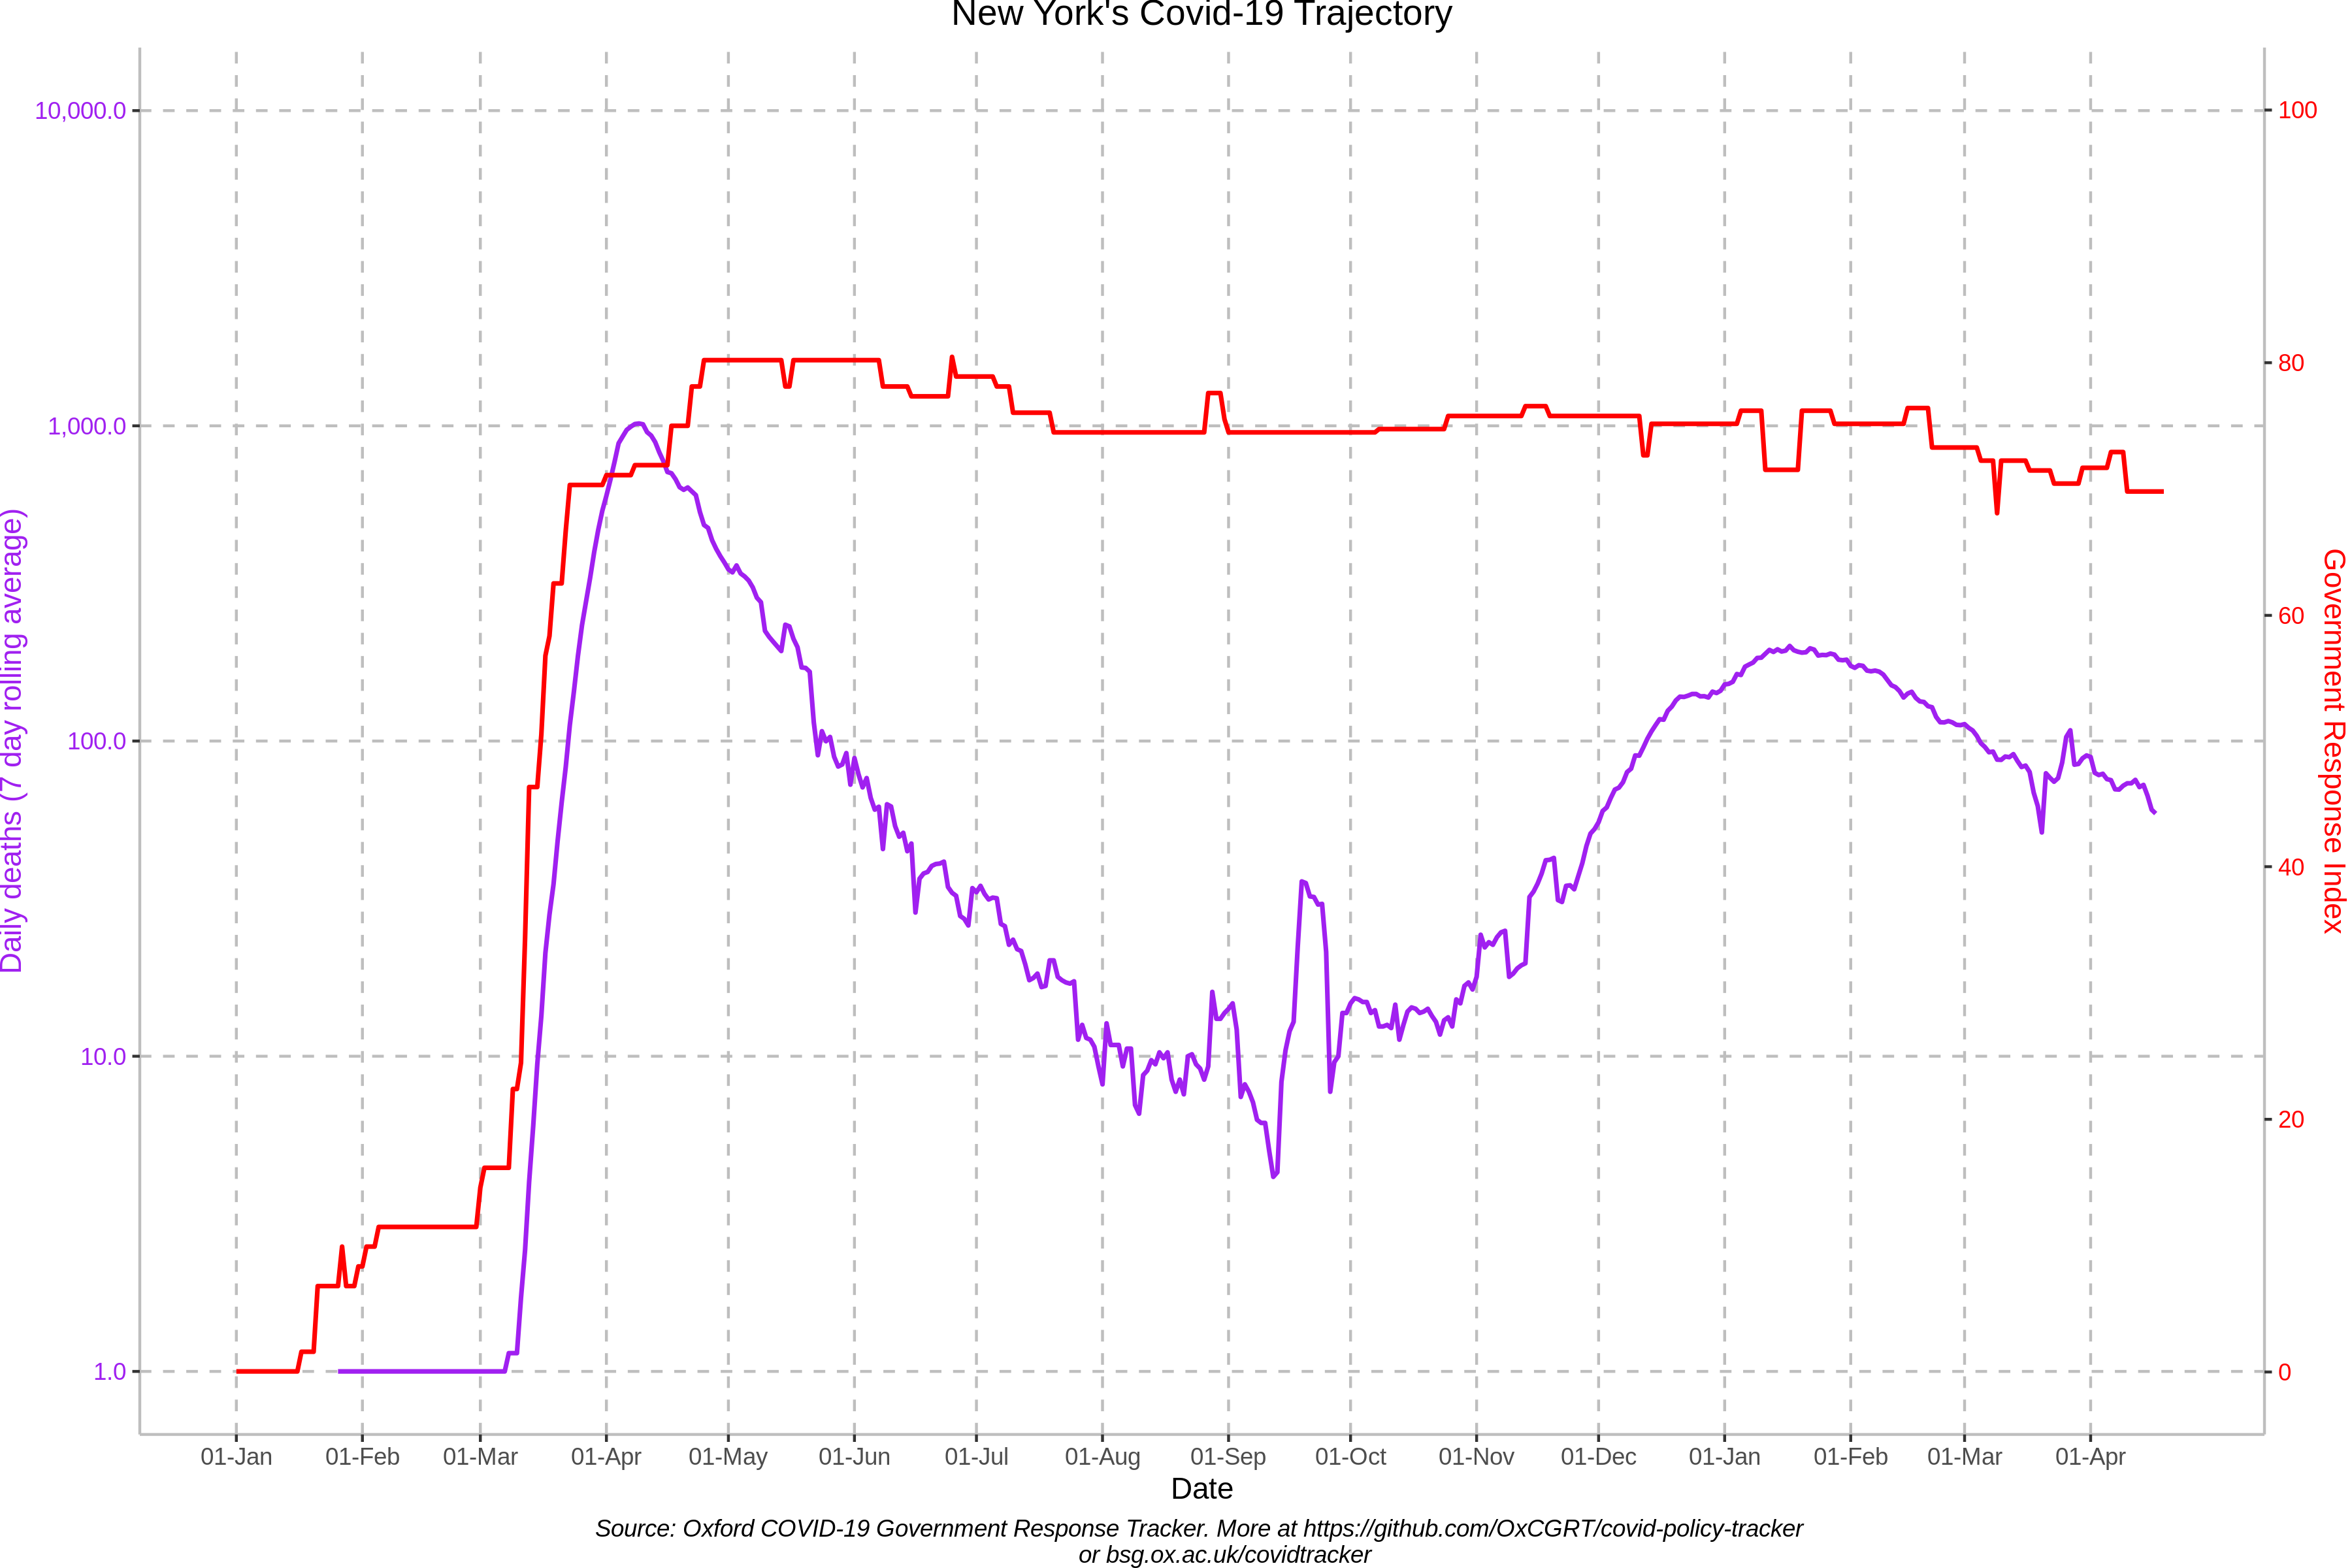 New York's Covid-19 Trajectory
10,000.0
1,000.0
100.0
10.0
1.0
Daily deaths (7 day rolling average)
100
80
60
40
20
0
Government Response Index
01-Jan 01-Feb 01-Mar 01-Apr 01-May 01-Jun 01-Jul 01-Aug 01-Sep 01-Oct 01-Nov 01-Dec 01-Jan 01-Feb 01-Mar 01-Apr
Date
Source: Oxford COVID-19 Government Response Tracker. More at https://github.com/OxCGRT/covid-policy-tracker
or bsg.ox.ac.uk/covidtracker